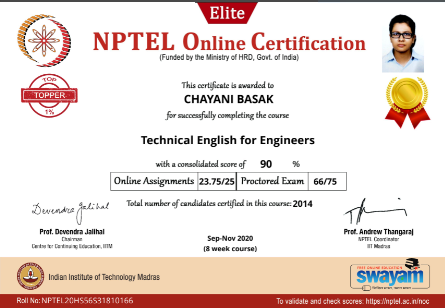 Elite
NPTEL Online Certification
(Funded by the Ministry of HRD, Govt. of India)
TOP
TOPPER
1%
This certificate is awarded to
CHAYANI BASAK
for successfully completing the course
Technical English for Engineers
with a consolidated score of 90 %
Online Assignments 23.75/25 Proctored Exam 66/75
Total number of candidates certified in this course: 2014
Devendra Jalihal
Prof. Devendra Jalihal
Chairman
Centre for Continuing Education, IITM
Sep-Nov 2020
(8 week course)
Prof. Andrew Thangaraj
NPTEL Coordinator
IIT Madras
Indian Institute of Technology Madras
FREE ONLINE EDUCATION
swayam
Roll No: NPTEL20HS56S31810166
To validate and check scores: https://nptel.ac.in/noc